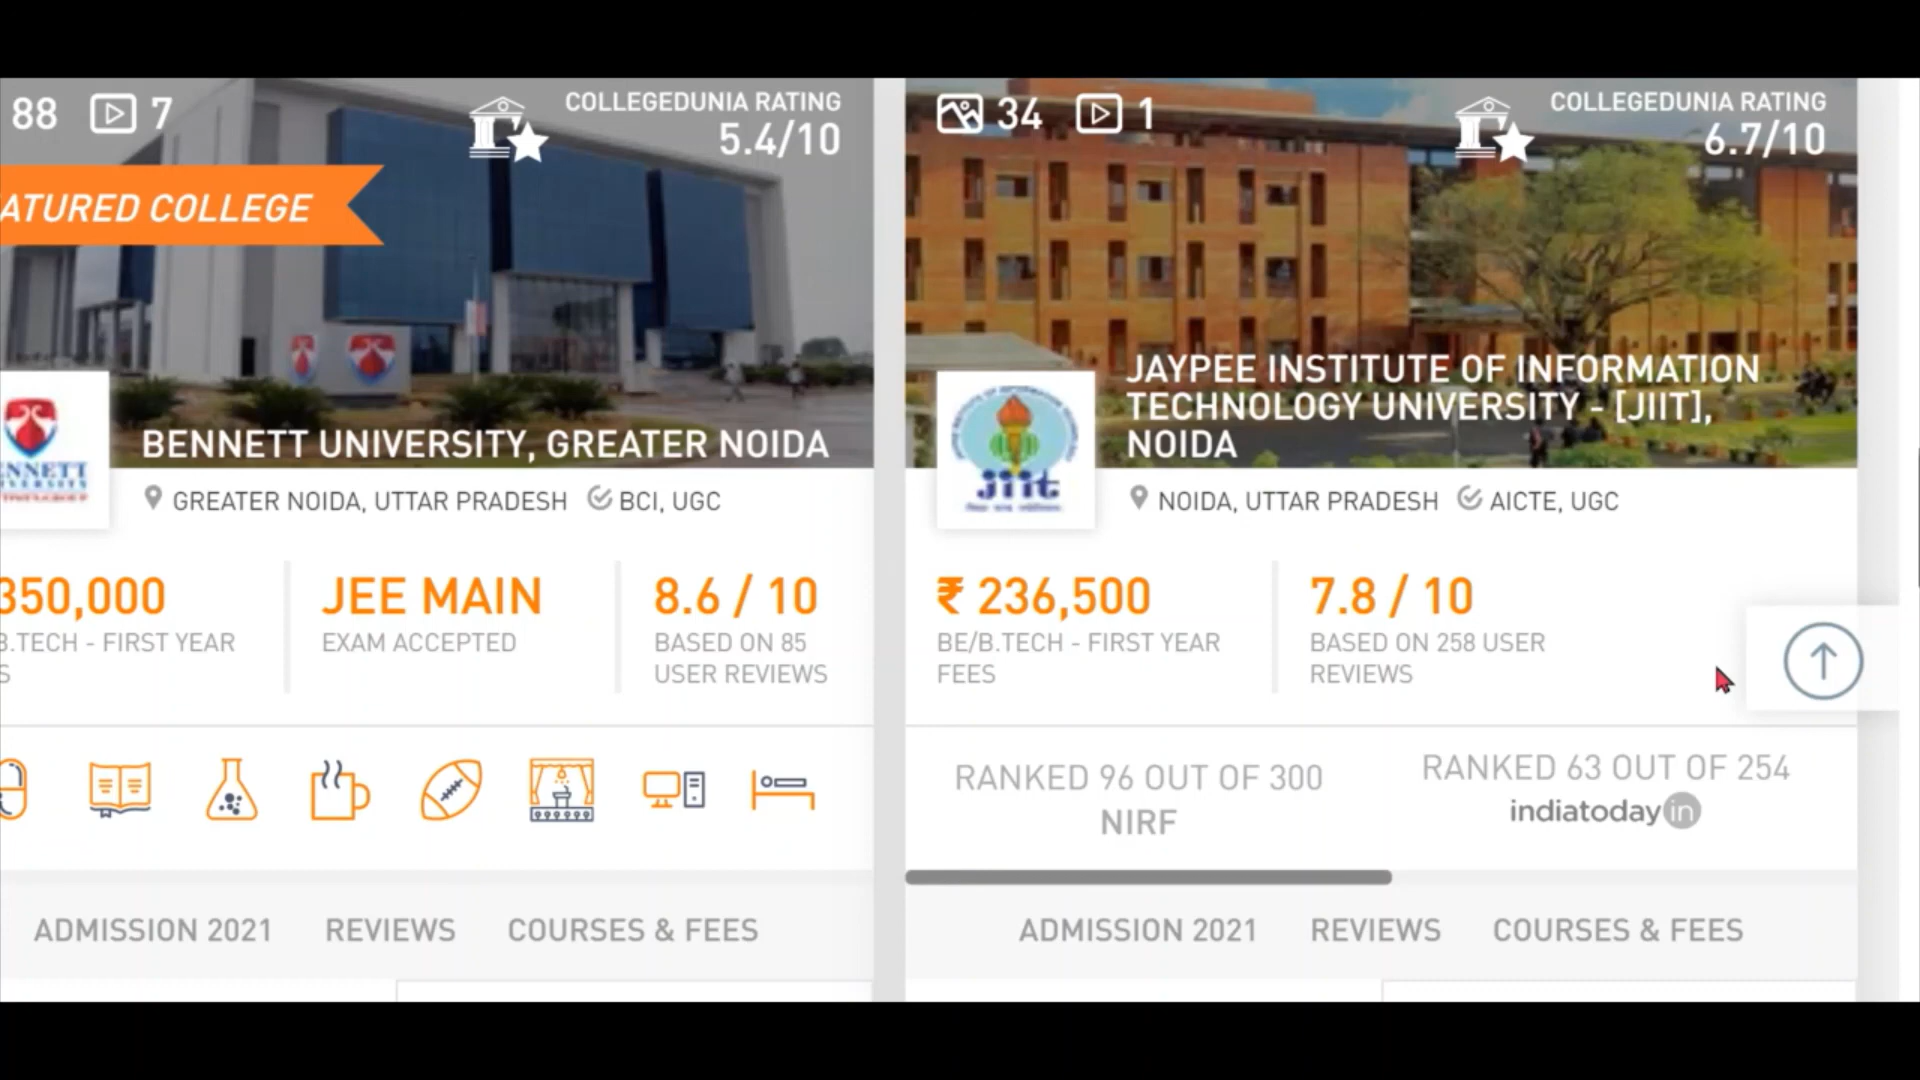 88
7
COLLEGEDUNIA RATING
5.4/10
ATURED COLLEGE
BENNETT UNIVERSITY, GREATER NOIDA
GREATER NOIDA, UTTAR PRADESH
BCI, UGC
350,000
B.TECH - FIRST YEAR
S
JEE MAIN
EXAM ACCEPTED
8.6 / 10
BASED ON 85
USER REVIEWS
ADMISSION 2021
REVIEWS
COURSES & FEES
34
1
COLLEGEDUNIA RATING
6.7/10
JAYPEE INSTITUTE OF INFORMATION
TECHNOLOGY UNIVERSITY - [JIIT],
NOIDA
jiit
NOIDA, UTTAR PRADESH
AICTE, UGC
₹ 236,500
BE/B.TECH - FIRST YEAR
FEES
7.8 / 10
BASED ON 258 USER
REVIEWS
RANKED 96 OUT OF 300
NIRF
RANKED 63 OUT OF 254
indiatoday in
ADMISSION 2021
REVIEWS
COURSES & FEES